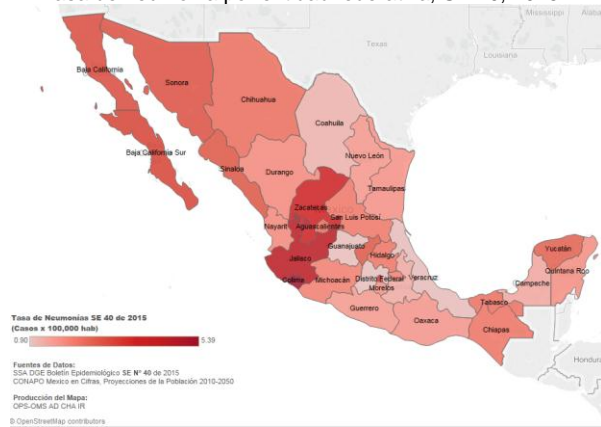 Mississippi
Texas
Louisiana
Baja California
Sonora
Chihuahua
Coahuila
Baja California Sur
Sinaloa
Durango
Nuevo León
Tamaulipas
Zacatekas
San Luis Potosí
Nayarit
Aguascalientes
Guanajuata
Hidalgo
Jalisco
Colima
Michoacán
Distrito Federal
Morelos
Veracruz
Yucatán
Quintana Roo
Campeche
Tabasco
Guerrero
Oaxaca
Chiapas
Hondura
Tasa de Neumonías SE 40 de 2015
(Casos x 100,000 hab)
0.90 5.39
Fuentes de Datos:
SSA DGE Boletín Epidemiológico SE Nº 40 de 2015
CONAPO Mexico en Cifras, Proyecciones de la Población 2010-2050
Producción del Mapa:
OPS-OMS AD CHA IR
© OpenStreetMap contributors